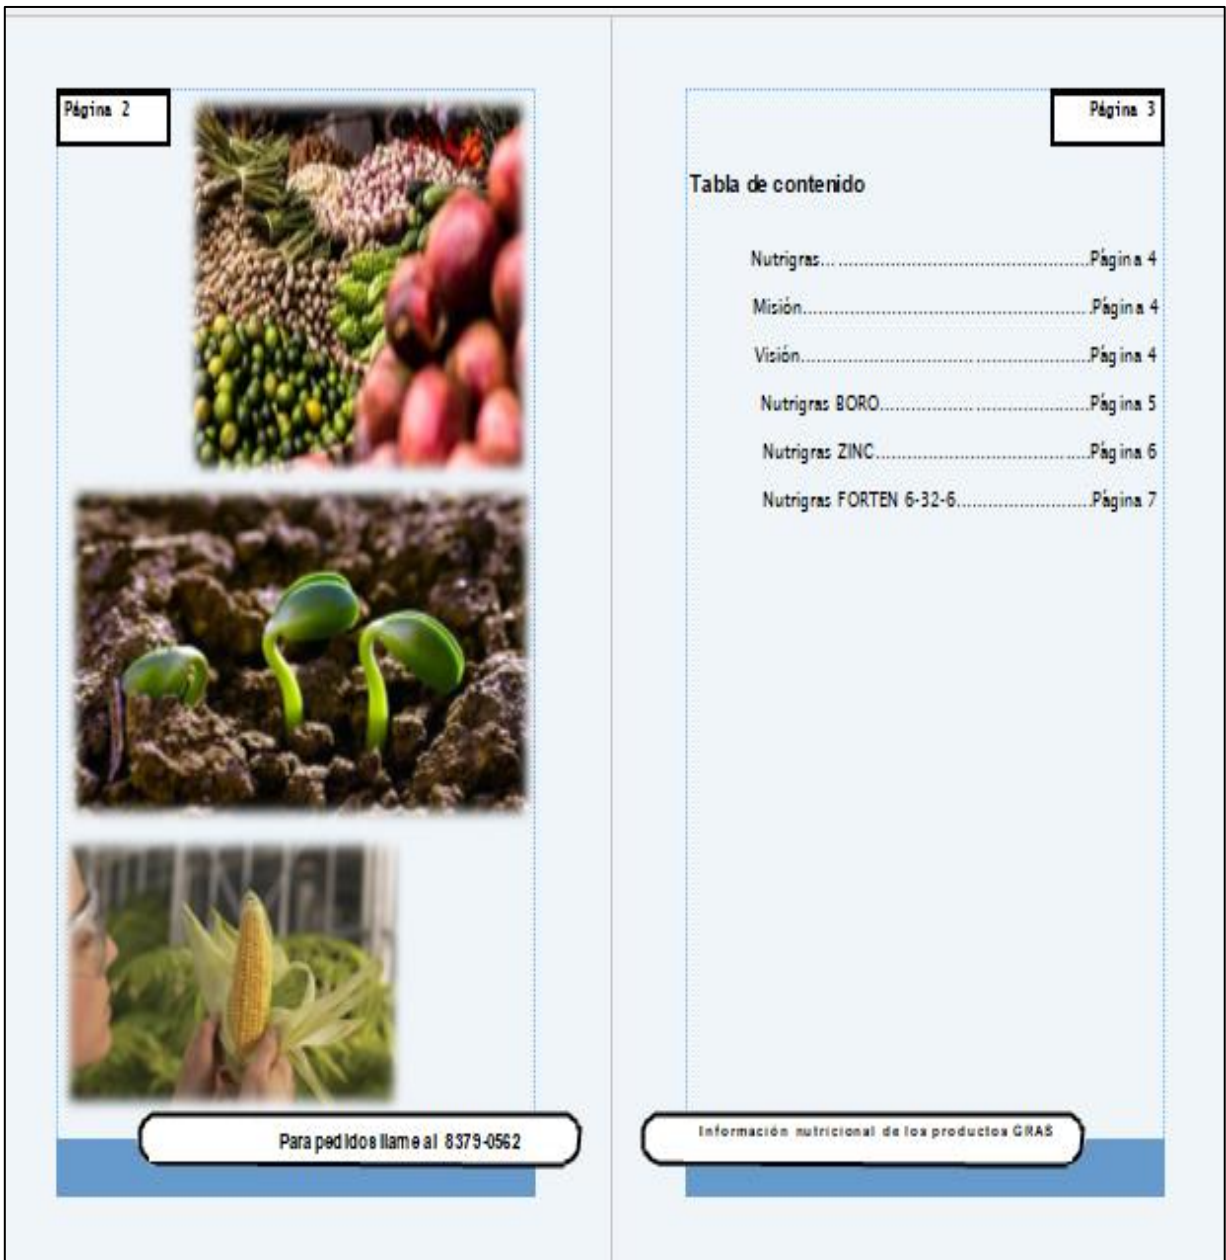 Página 2
Para pedidos llame al 8379-0562
Página 3
Tabla de contenido
Nutrigras.......................................................Página 4
Misión..........................................................Página 4
Visión..........................................................Página 4
Nutrigras BORO..........................................Página 5
Nutrigras ZINC...........................................Página 6
Nutrigras FORTEN 6-32-6...........................Página 7
Información nutricional de los productos GRAS